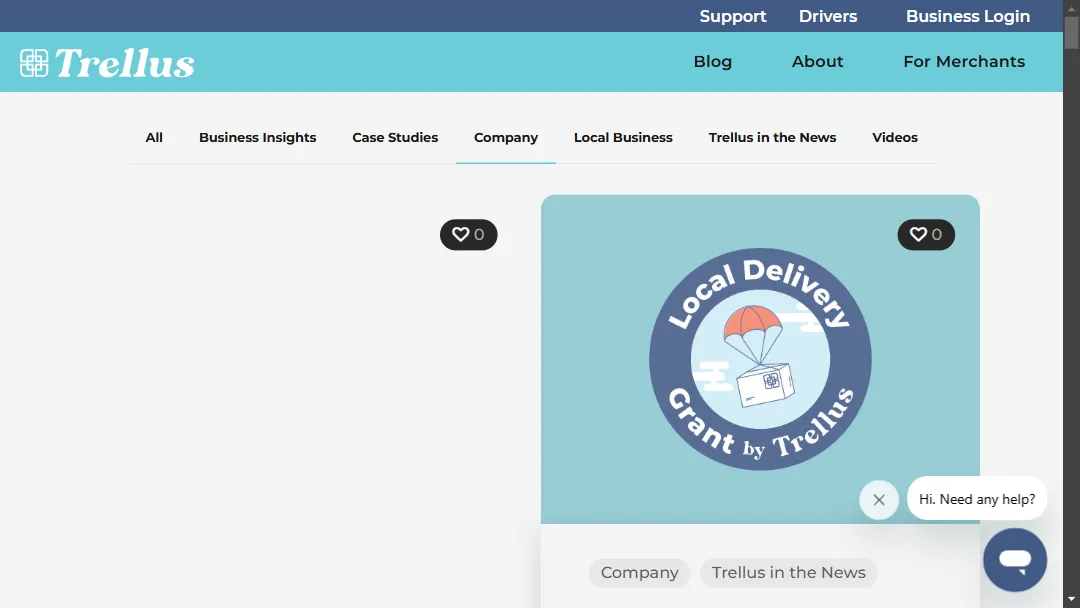 Support Drivers Business Login
Trellus
Blog About For Merchants
All Business Insights Case Studies Company Local Business Trellus in the News Videos
0
0
Local Delivery
Grant by Trellus
Hi. Need any help?
Company Trellus in the News